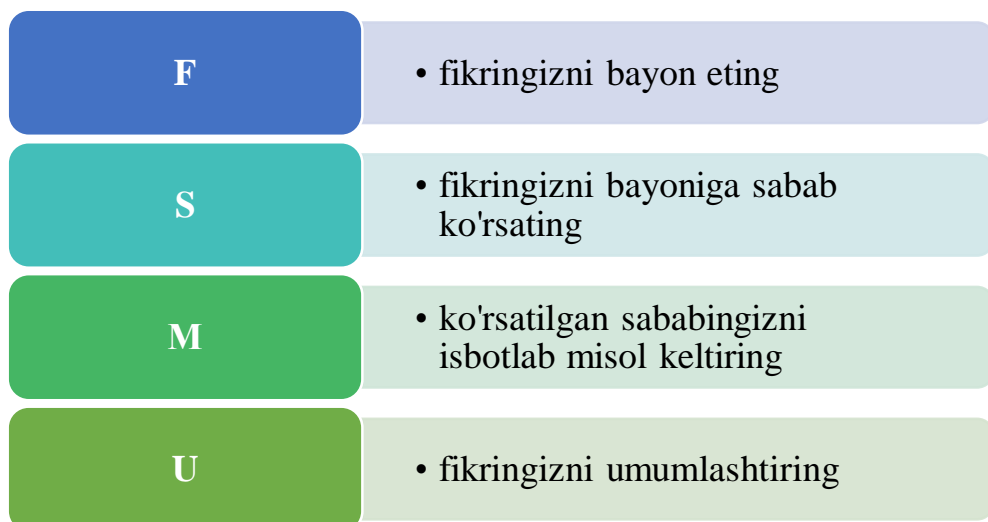 F
• fikringizni bayon eting
S
• fikringizni bayoniga sabab
ko'rsating
M
• ko'rsatilgan sababingizni
isbotlab misol keltiring
U
• fikringizni umumlashtiring